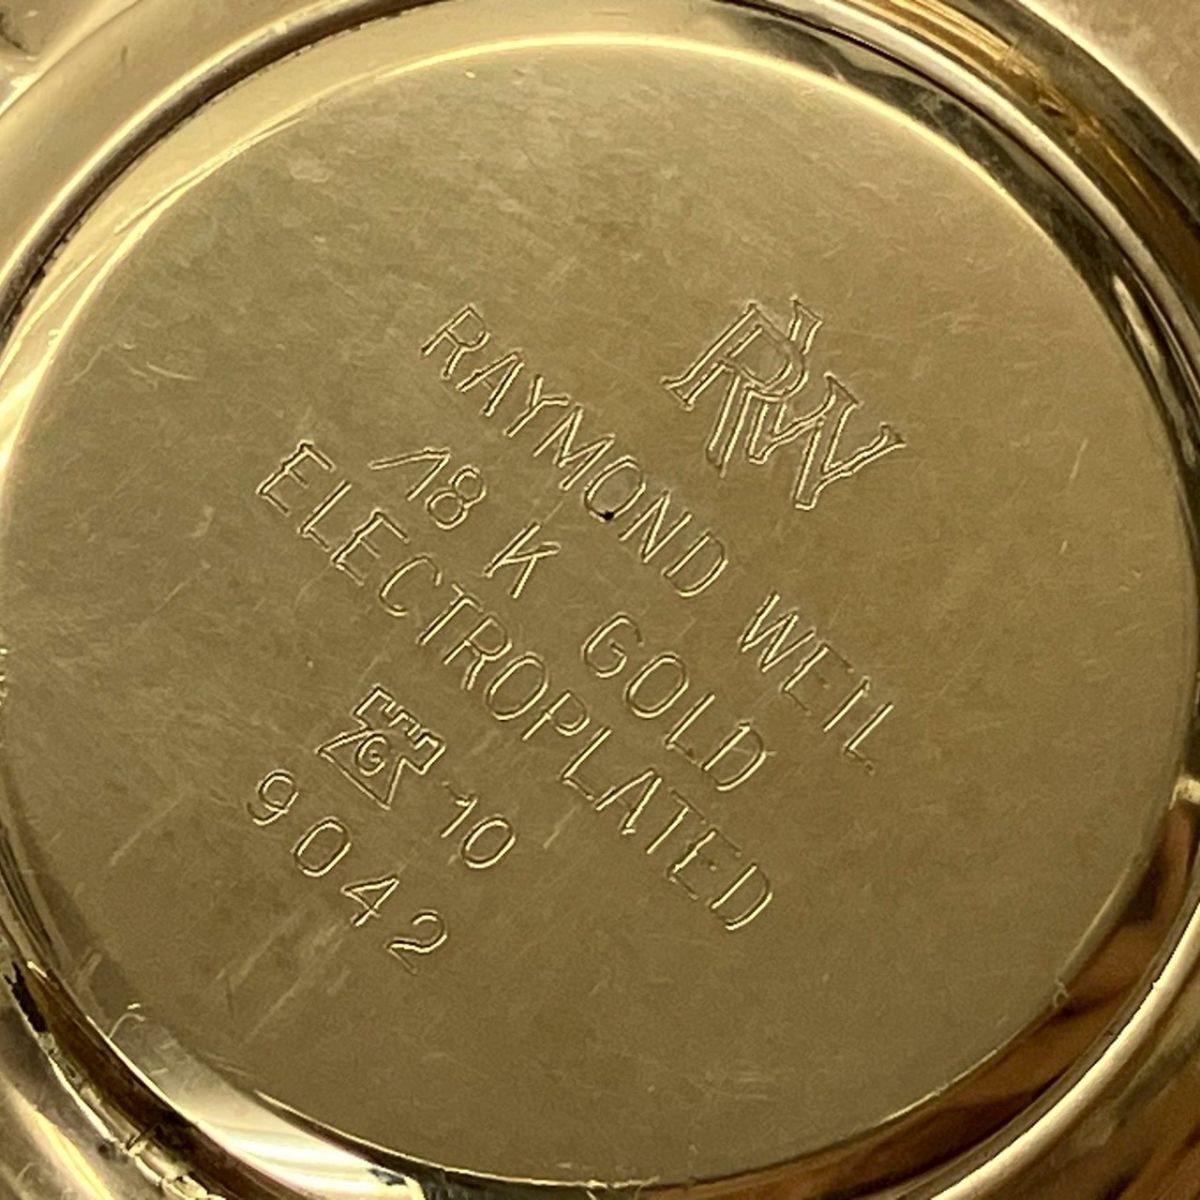 RW
RAYMOND WEIL
18 K GOLD
ELECTROPLATED
G 10
9042